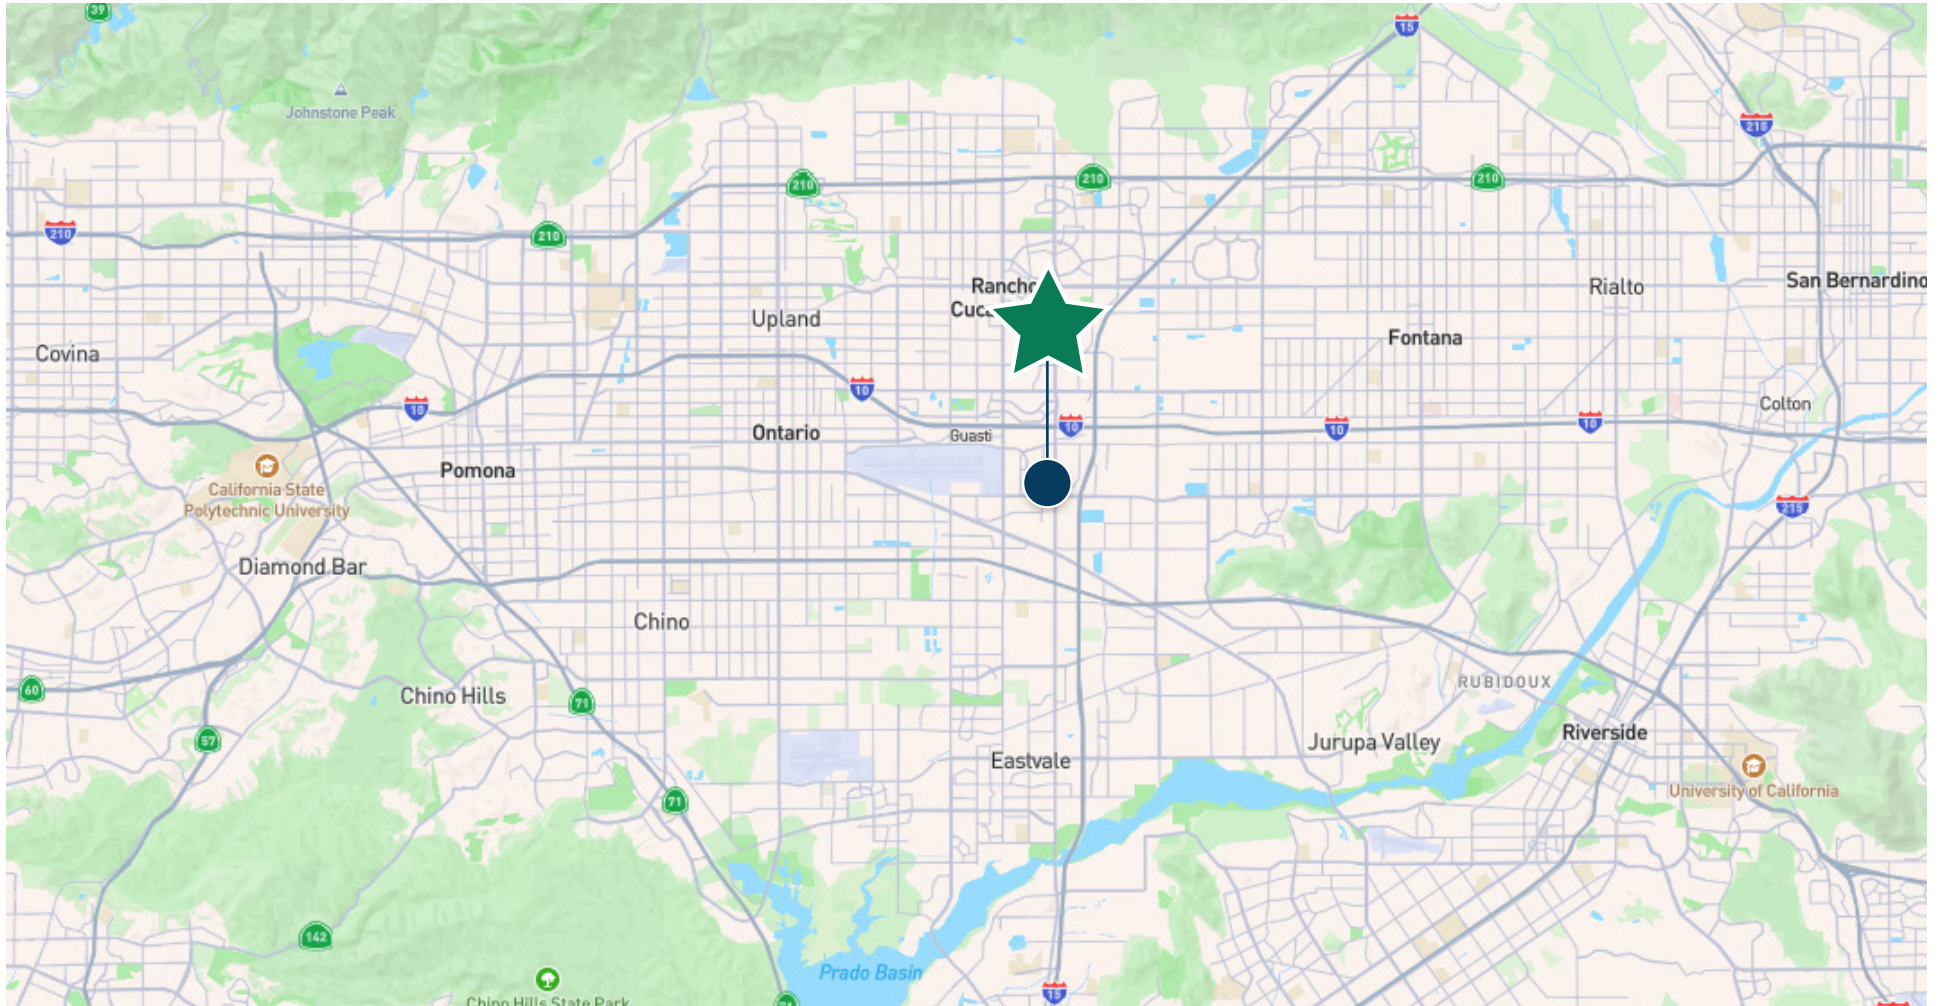 39
15
Johnstone Peak
215
210
210
210
210
210
Rancho
San Bernardino
Rialto
Upland
Fontana
Covina
10
10
Colton
10
10
10
Ontario
Guasti
Pomona
California State
Polytechnic University
215
Diamond Bar
Chino
RUBIDOUX
60
Chino Hills
71
57
Riverside
Jurupa Valley
Eastvale
University of California
71
142
Prado Basin
15
Chino Hills State Park